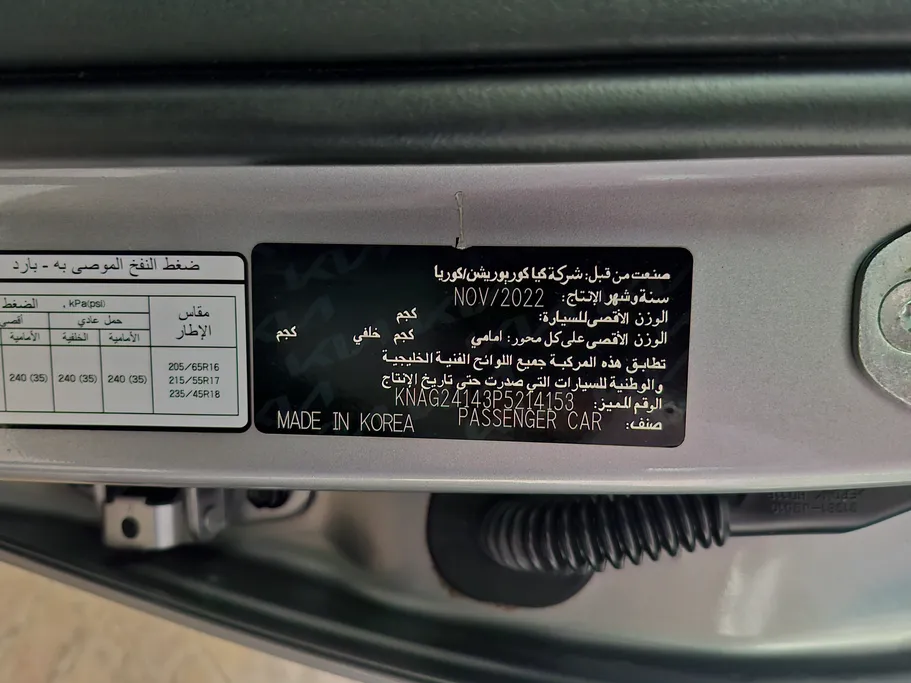 صنعت من قبل: شركة كيا كوربوريشن/كوريا
سنة وشهر الإنتاج: NOV/2022
الوزن الأقصى للسيارة: كجم
الوزن الأقصى على كل محور: أمامي كجم خلفي كجم
تطابق هذه المركبة جميع اللوائح الفنية الخليجية
والوطنية للسيارات التي صدرت حتى تاريخ الإنتاج
الرقم المميز: KNAG24143P5214153
صنف: PASSENGER CAR
MADE IN KOREA
ضغط النفخ الموصى به - بارد
مقاس الإطار
الضغط , kPa(psi)
حمل عادي
الأمامية الخلفية الأمامية
205/65R16
215/55R17
235/45R18
240 (35) 240 (35) 240 (35)